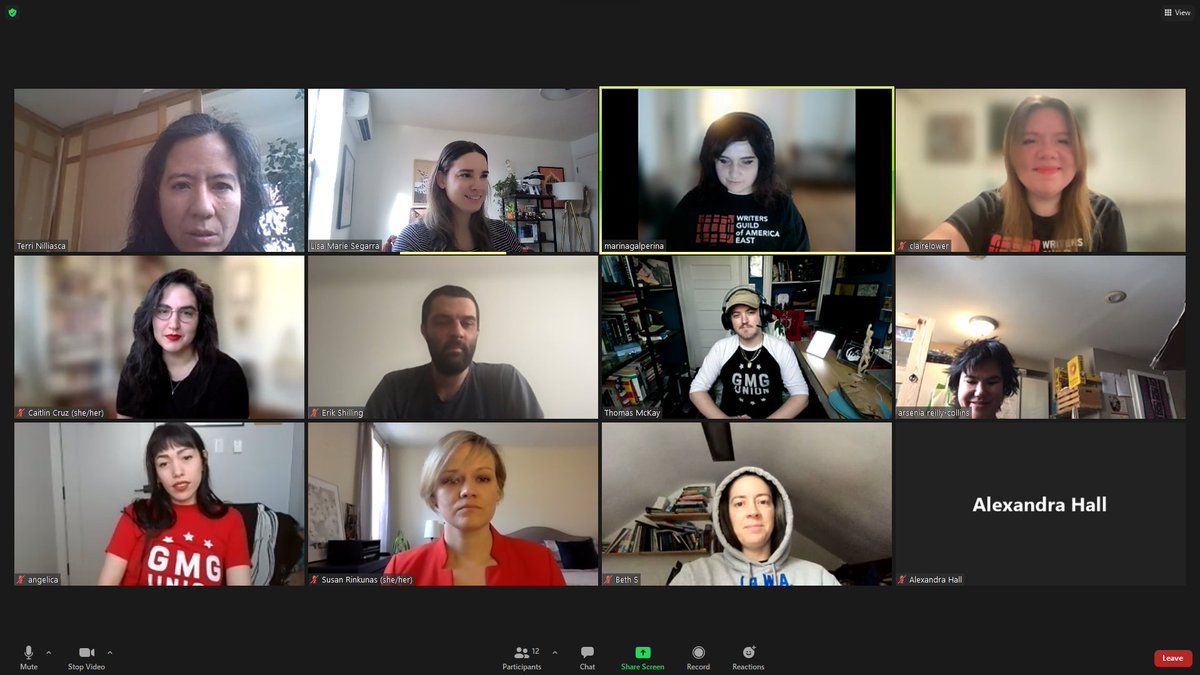 View
Terri Nilliasca
Lisa Marie Segarra
WRITERS
GUILD
of AMERICA
EAST
marinagalperina
WRITERS
clairelower
Caitlin Cruz (she/her)
Erik Shilling
GMG
UNION
Thomas McKay
arsenia reilly-collins
GMG
UNION
angelica
Susan Rinkunas (she/her)
Beth S
Alexandra Hall
Alexandra Hall
Mute
Stop Video
12
Participants
Chat
Share Screen
Record
Reactions
Leave